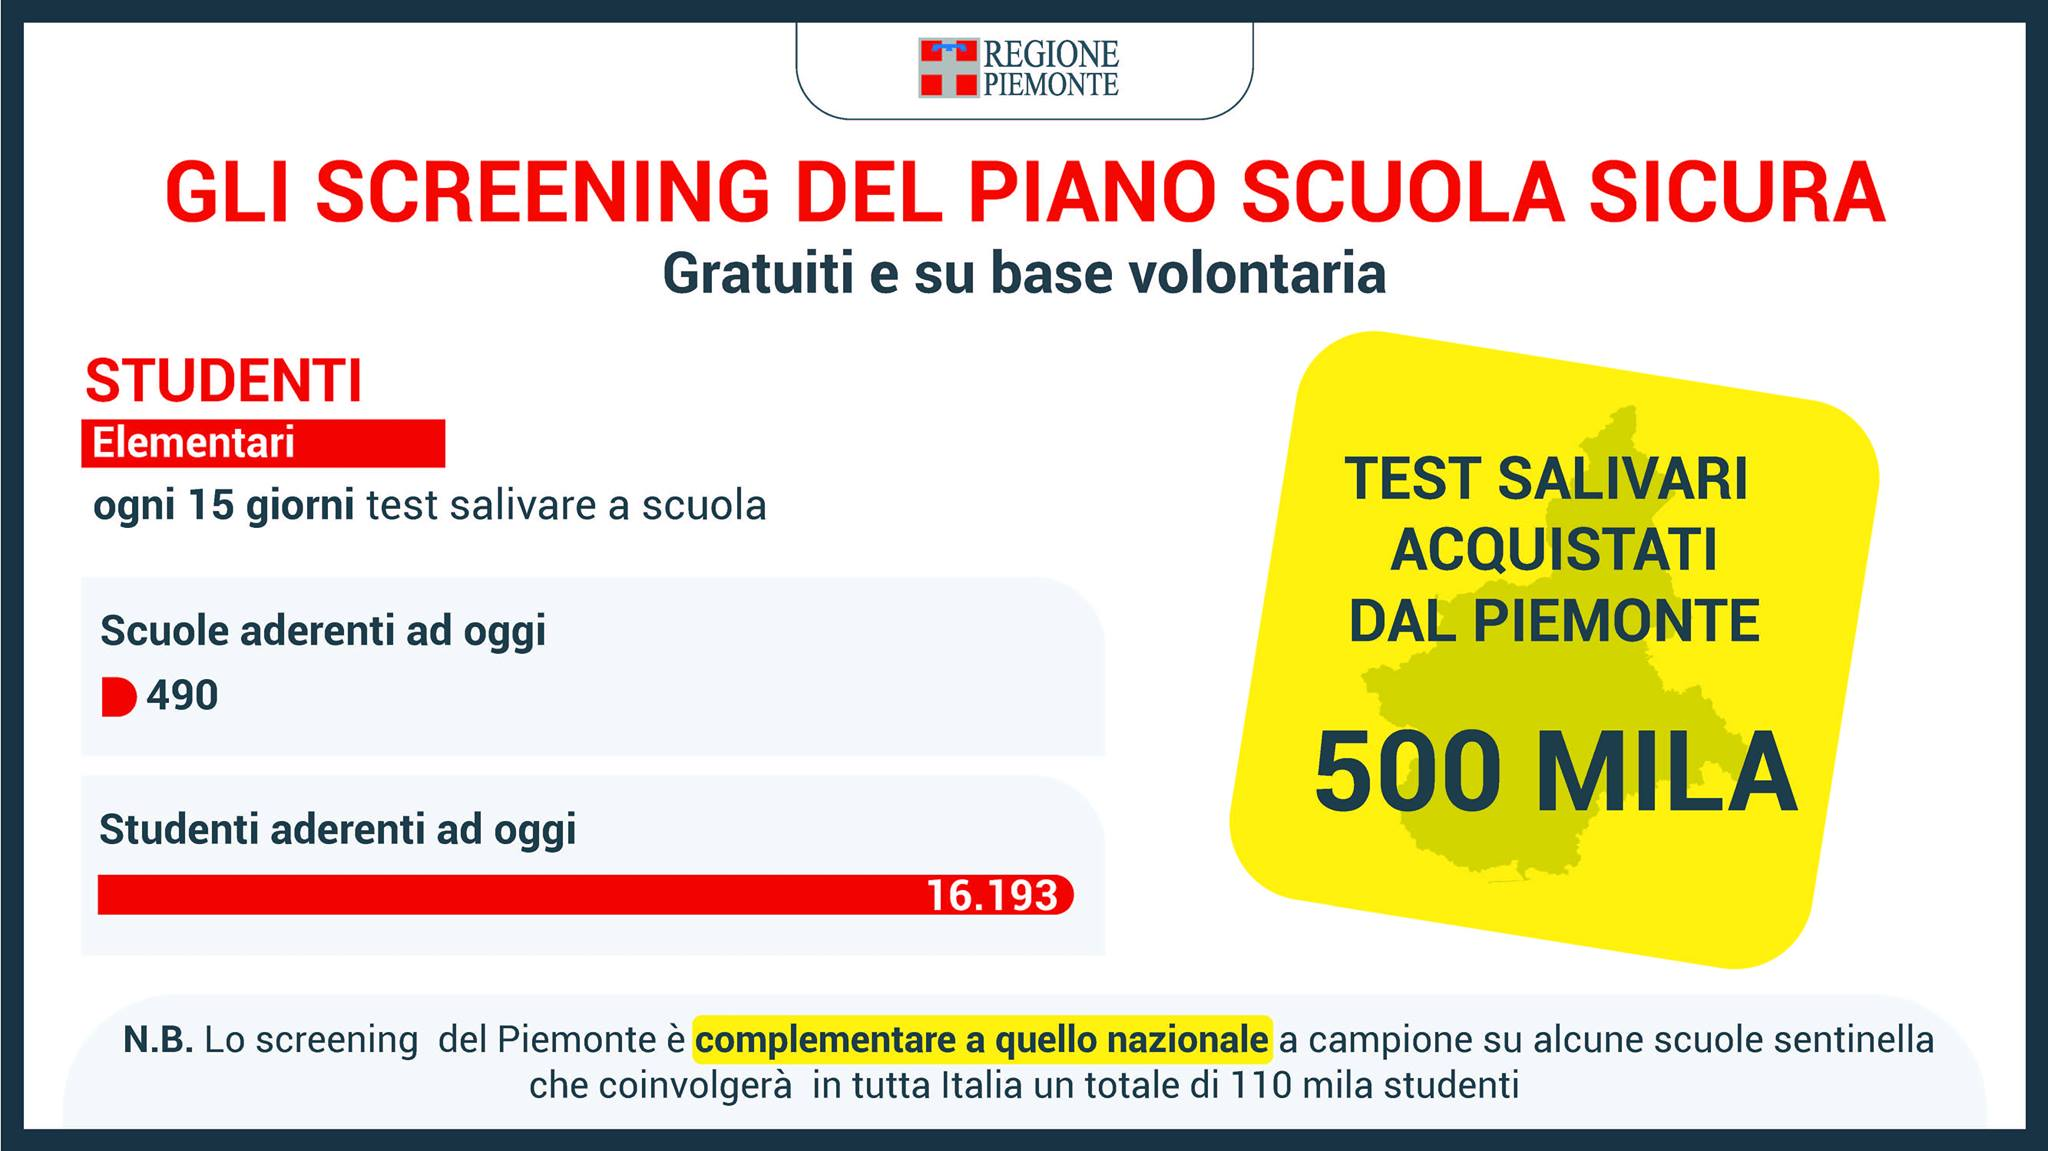 REGIONE
PIEMONTE
GLI SCREENING DEL PIANO SCUOLA SICURA
Gratuiti e su base volontaria
STUDENTI
Elementari
ogni 15 giorni test salivare a scuola
Scuole aderenti ad oggi
490
Studenti aderenti ad oggi
16.193
TEST SALIVARI
ACQUISTATI
DAL PIEMONTE
500 MILA
N.B. Lo screening del Piemonte è complementare a quello nazionale a campione su alcune scuole sentinella
che coinvolgerà in tutta Italia un totale di 110 mila studenti